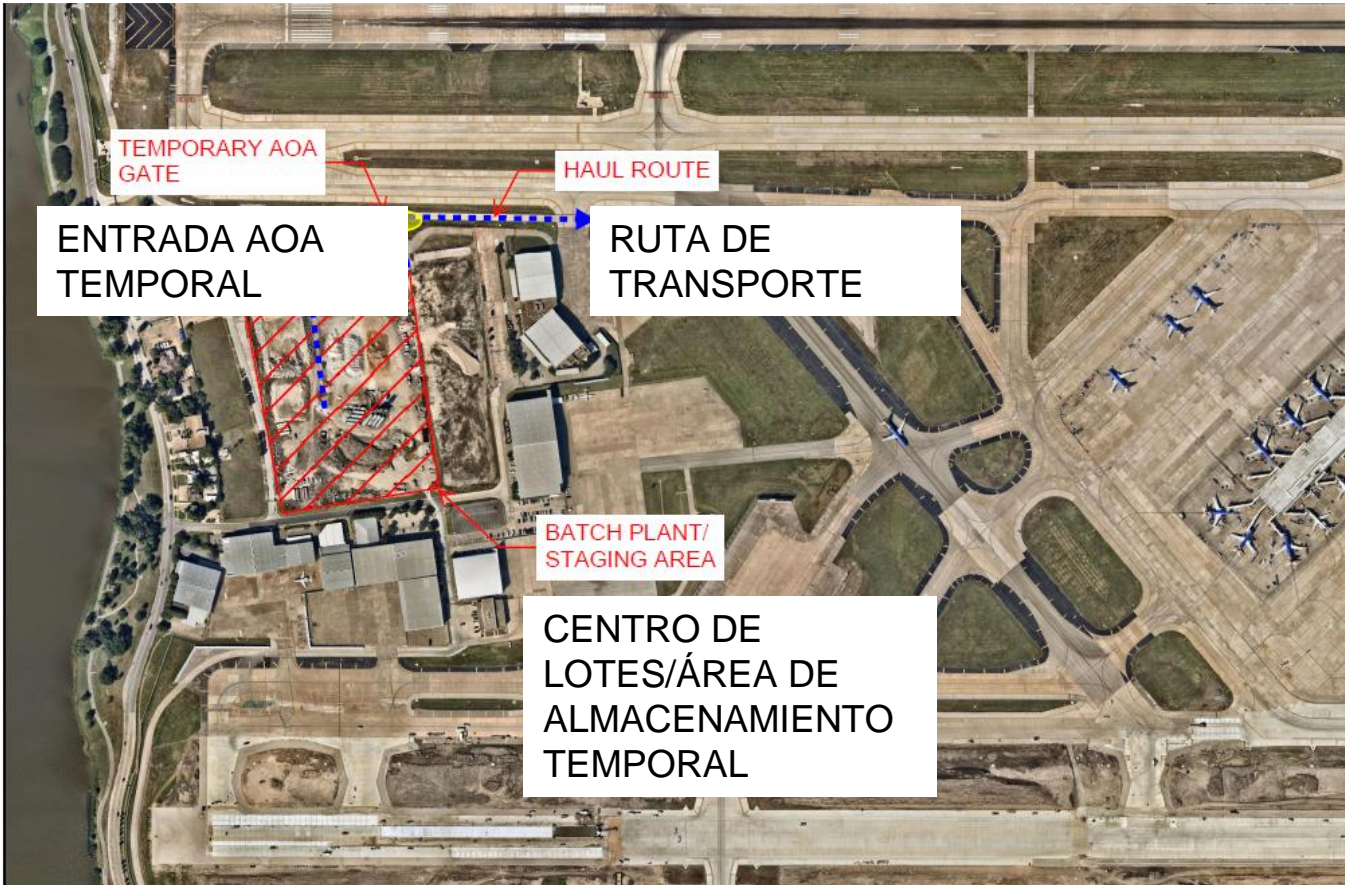 TEMPORARY AOA
GATE
HAUL ROUTE
ENTRADA AOA
TEMPORAL
RUTA DE
TRANSPORTE
BATCH PLANT/
STAGING AREA
CENTRO DE
LOTES/ÁREA DE
ALMACENAMIENTO
TEMPORAL